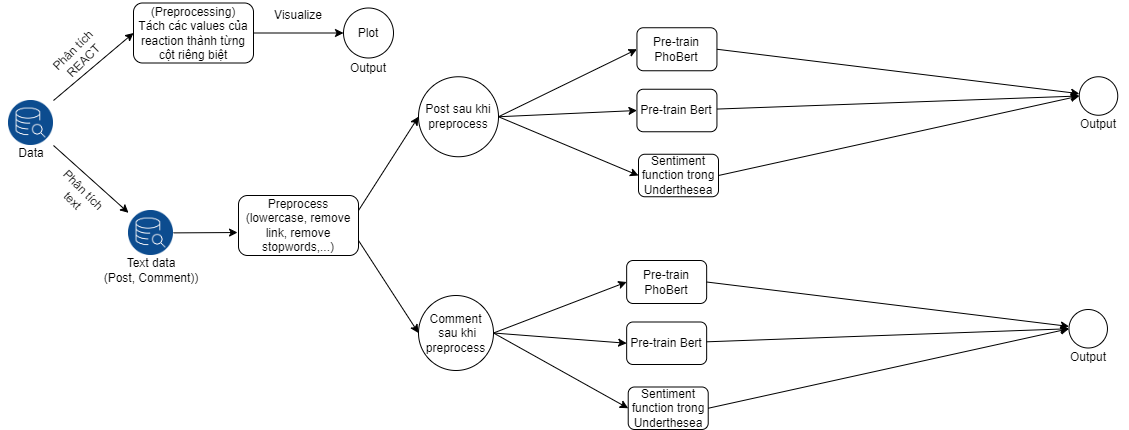 (Preprocessing)
Tách các values của
reaction thành từng
cột riêng biệt
Visualize
Plot
Output
Phân tích
REACT
Data
Phân tích
text
Text data
(Post, Comment))
Preprocess
(lowercase, remove
link, remove
stopwords,...)
Post sau khi
preprocess
Pre-train
PhoBert
Pre-train Bert
Sentiment
function trong
Underthesea
Output
Comment
sau khi
preprocess
Pre-train
PhoBert
Pre-train Bert
Sentiment
function trong
Underthesea
Output